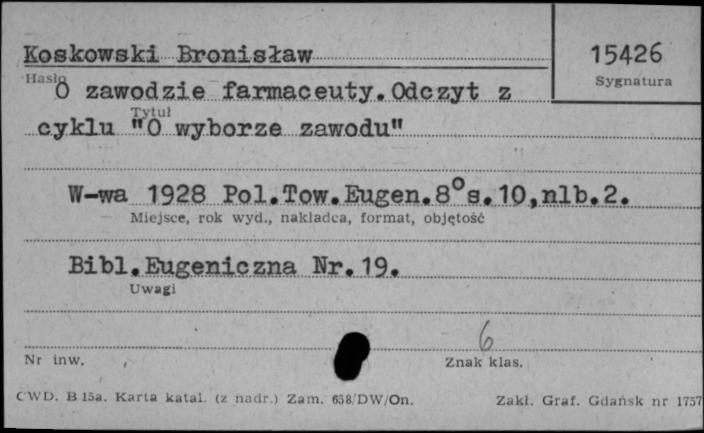 Koskowski Bronisław
15426
Hasło
Sygnatura
O zawodzie farmaceuty.Odczyt z
Tytuł
cyklu "O wyborze zawodu"
W-wa 1928 Pol.Tow.Eugen.8°s.10,nlb.2.
Miejsce, rok wyd., nakładca, format, objętość
Bibl.Eugeniczna Nr.19.
Uwagi
6
Nr inw.
Znak klas.
CWD. B 15a. Karta katal. (z nadr.) Zam. 658/DW/On.
Zakł. Graf. Gdańsk nr 1757